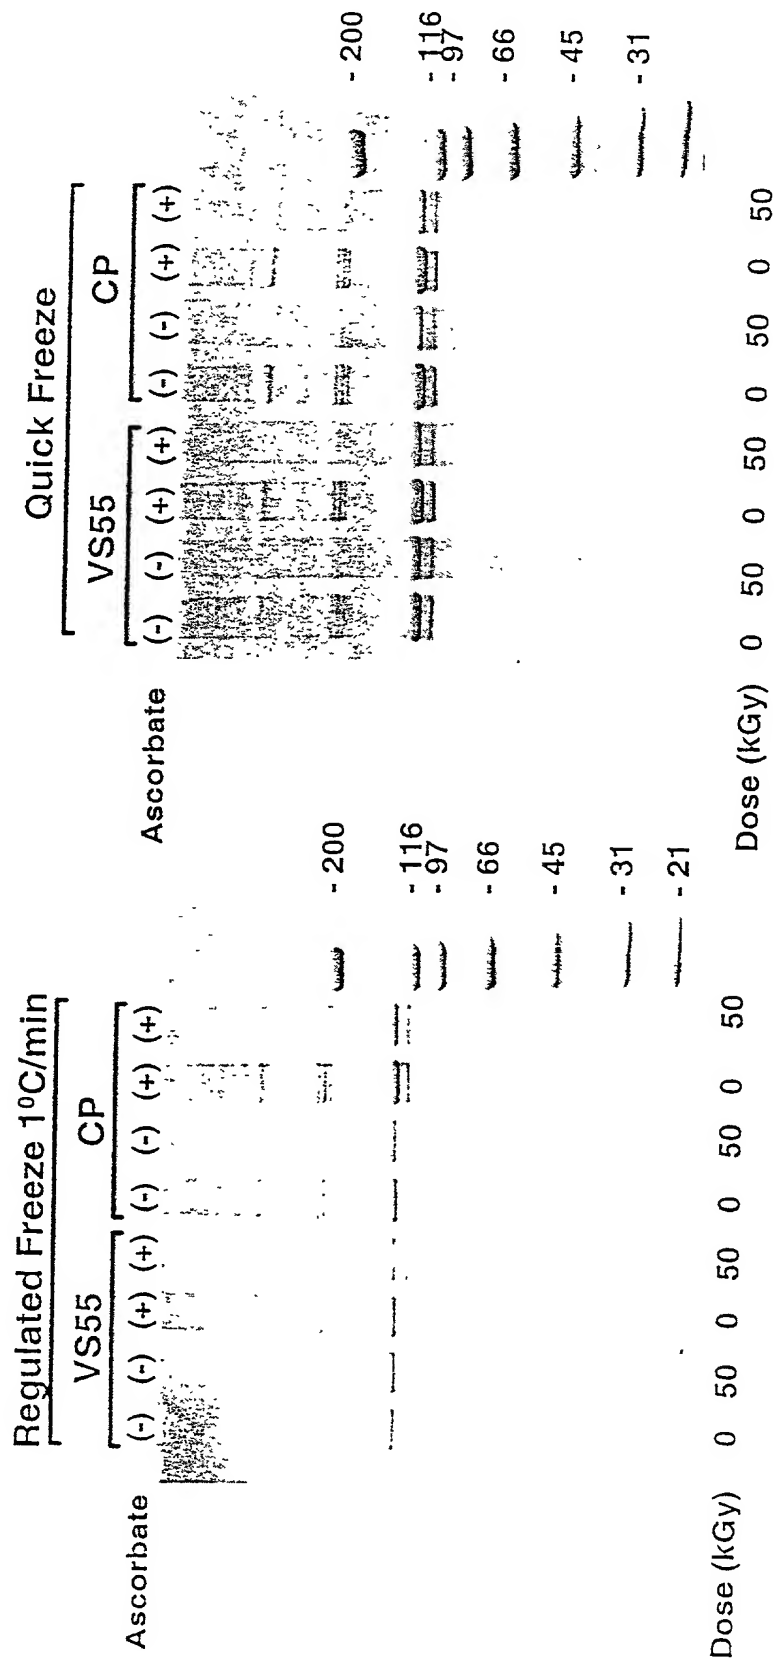 Regulated Freeze 1ºC/min
VS55 CP
Ascorbate (-) (-) (+) (+) (-) (-) (+) (+)
- 200
- 116
- 97
- 66
- 45
- 31
- 21
Dose (kGy) 0 50 0 50 0 50 0 50
Quick Freeze
VS55 CP
Ascorbate (-) (-) (+) (+) (-) (-) (+) (+)
- 200
- 116
- 97
- 66
- 45
- 31
Dose (kGy) 0 50 0 50 0 50 0 50